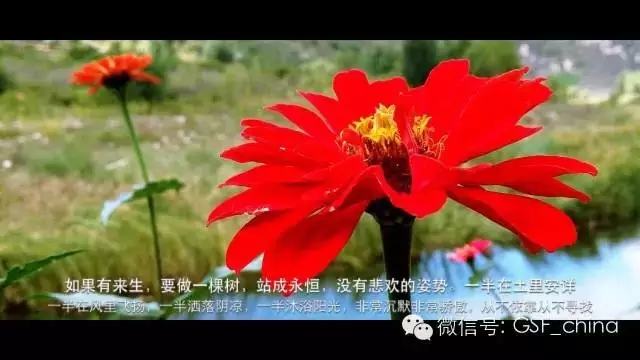 如果有来生，要做一棵树，站成永恒，没有悲欢的姿势，一半在土里安详
一半在风里飞扬，一半洒落阴凉，一半沐浴阳光，非常沉默非常骄傲，从不依靠从不寻找
微信号: GSF_china